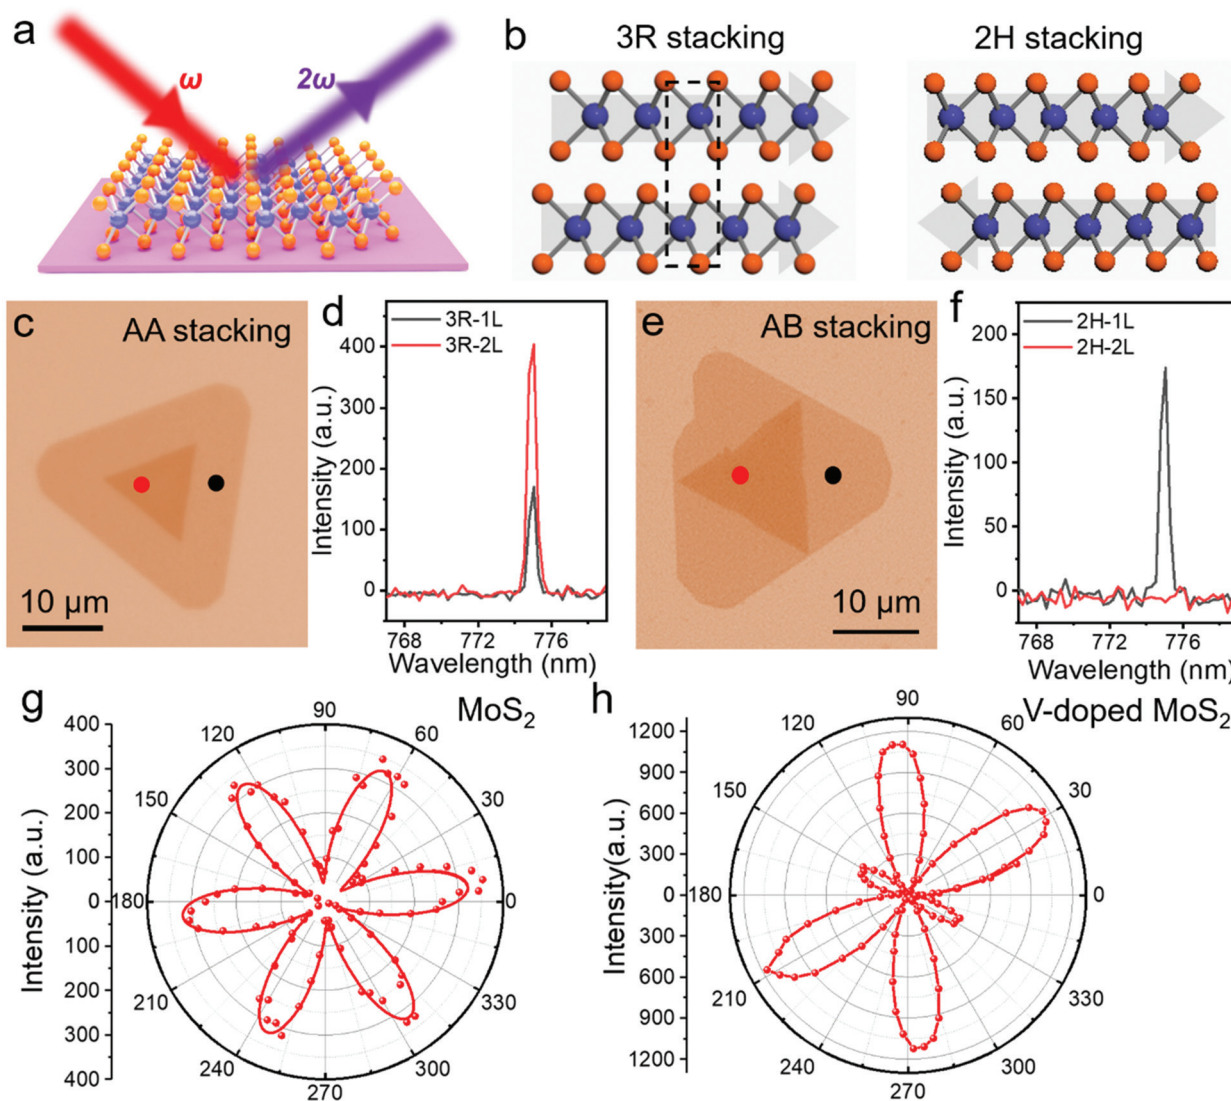 a
ω
2ω
b
3R stacking
2H stacking
c
AA stacking
10 μm
d
3R-1L
3R-2L
400
300
200
100
0
Intensity (a.u.)
768
772
776
Wavelength (nm)
e
AB stacking
10 μm
f
2H-1L
2H-2L
200
150
100
50
0
Intensity (a.u.)
768
772
776
Wavelength (nm)
g
MoS₂
400
300
200
100
0
100
200
300
400
Intensity (a.u.)
90
60
30
0
330
300
270
240
210
180
150
120
h
V-doped MoS₂
1200
900
600
300
0
300
600
900
1200
Intensity(a.u.)
90
60
30
0
330
300
270
240
210
180
150
120